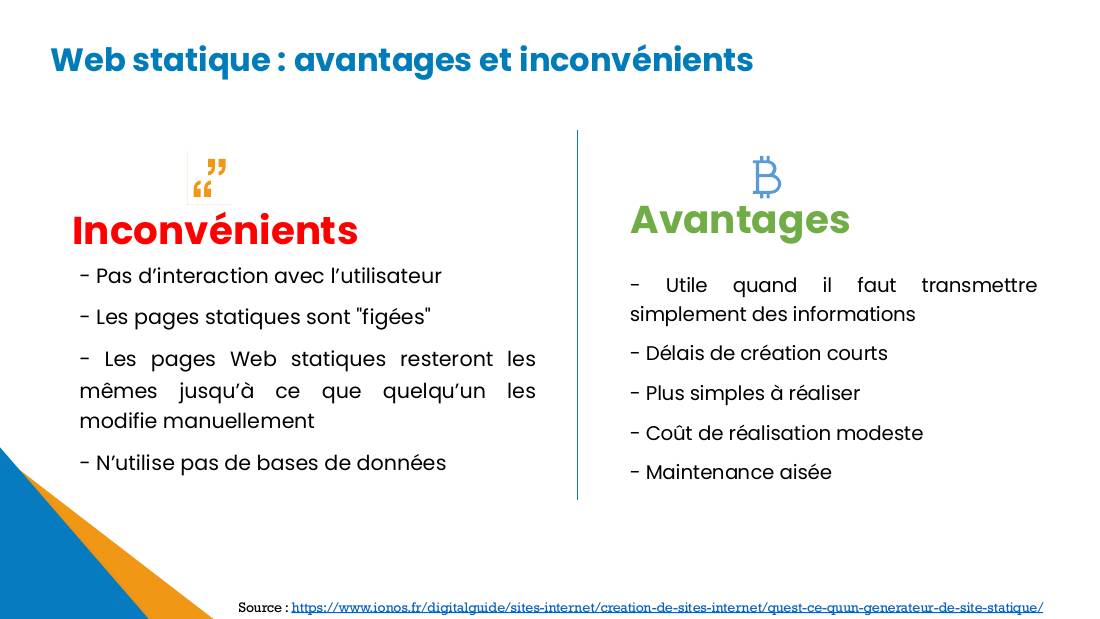 Web statique : avantages et inconvénients
Inconvénients
- Pas d’interaction avec l’utilisateur
- Les pages statiques sont "figées"
- Les pages Web statiques resteront les
mêmes jusqu’à ce que quelqu’un les
modifie manuellement
- N’utilise pas de bases de données
Avantages
- Utile quand il faut transmettre
simplement des informations
- Délais de création courts
- Plus simples à réaliser
- Coût de réalisation modeste
- Maintenance aisée
Source : https://www.ionos.fr/digitalguide/sites-internet/creation-de-sites-internet/quest-ce-quun-generateur-de-site-statique/